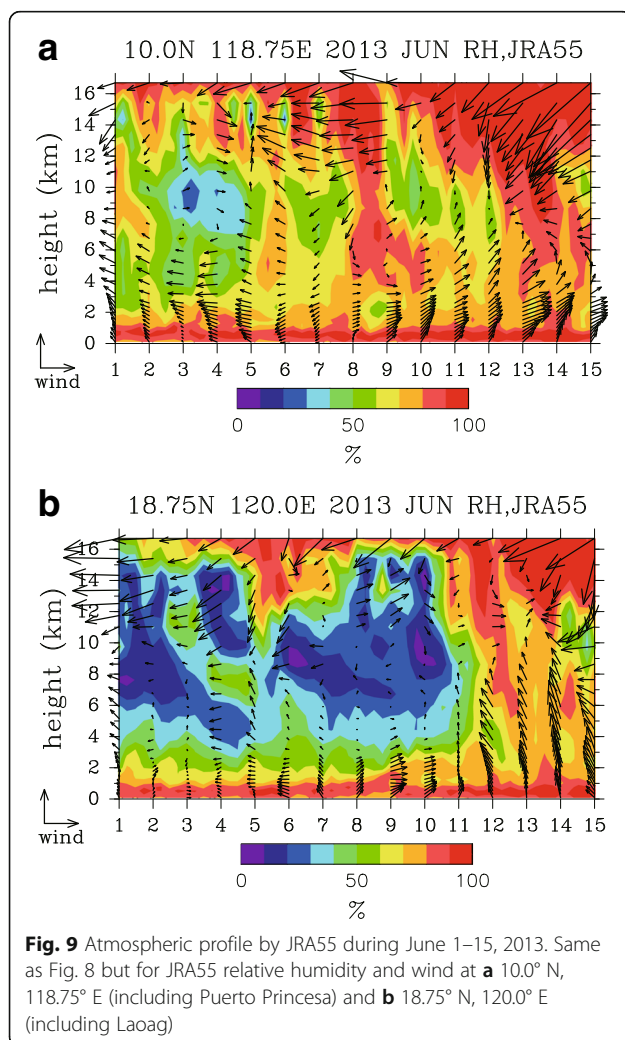 a
10.0N 118.75E 2013 JUN RH,JRA55
16
14
12
10
8
6
4
2
0
height (km)
wind
1 2 3 4 5 6 7 8 9 10 11 12 13 14 15
0 50 100
%
b
18.75N 120.0E 2013 JUN RH,JRA55
16
14
12
10
8
6
4
2
0
height (km)
wind
1 2 3 4 5 6 7 8 9 10 11 12 13 14 15
0 50 100
%
Fig. 9 Atmospheric profile by JRA55 during June 1–15, 2013. Same
as Fig. 8 but for JRA55 relative humidity and wind at a 10.0° N,
118.75° E (including Puerto Princesa) and b 18.75° N, 120.0° E
(including Laoag)